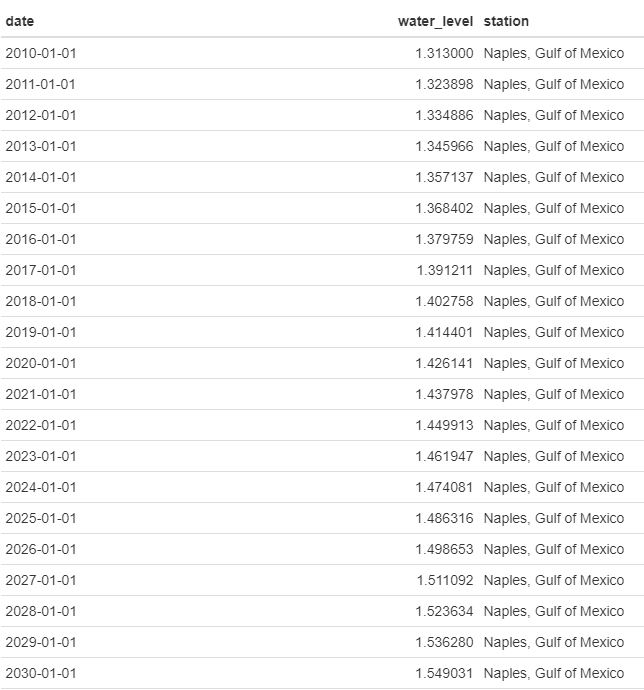 date water_level station
2010-01-01 1.313000 Naples, Gulf of Mexico
2011-01-01 1.323898 Naples, Gulf of Mexico
2012-01-01 1.334886 Naples, Gulf of Mexico
2013-01-01 1.345966 Naples, Gulf of Mexico
2014-01-01 1.357137 Naples, Gulf of Mexico
2015-01-01 1.368402 Naples, Gulf of Mexico
2016-01-01 1.379759 Naples, Gulf of Mexico
2017-01-01 1.391211 Naples, Gulf of Mexico
2018-01-01 1.402758 Naples, Gulf of Mexico
2019-01-01 1.414401 Naples, Gulf of Mexico
2020-01-01 1.426141 Naples, Gulf of Mexico
2021-01-01 1.437978 Naples, Gulf of Mexico
2022-01-01 1.449913 Naples, Gulf of Mexico
2023-01-01 1.461947 Naples, Gulf of Mexico
2024-01-01 1.474081 Naples, Gulf of Mexico
2025-01-01 1.486316 Naples, Gulf of Mexico
2026-01-01 1.498653 Naples, Gulf of Mexico
2027-01-01 1.511092 Naples, Gulf of Mexico
2028-01-01 1.523634 Naples, Gulf of Mexico
2029-01-01 1.536280 Naples, Gulf of Mexico
2030-01-01 1.549031 Naples, Gulf of Mexico